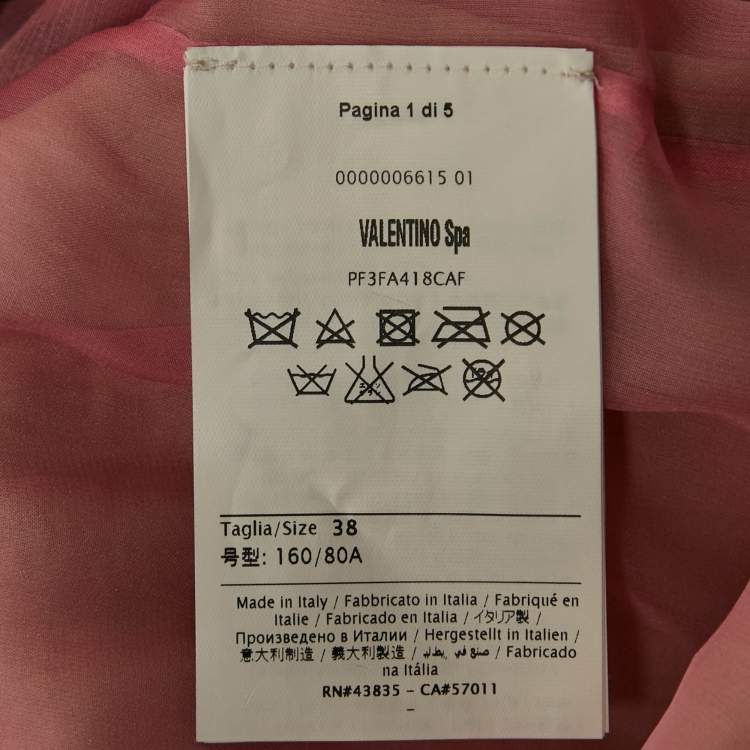 Pagina 1 di 5
0000006615 01
VALENTINO Spa
PF3FA418CAF
Taglia/Size 38
号型: 160/80A
Made in Italy / Fabbricato in Italia / Fabriqué en
Italie / Fabricado en Italia / イタリア製 /
Произведено в Италии / Hergestellt in Italien /
意大利制造 / 義大利製造 / صنع في / Fabricado
na Itália
RN#43835 - CA#57011
-